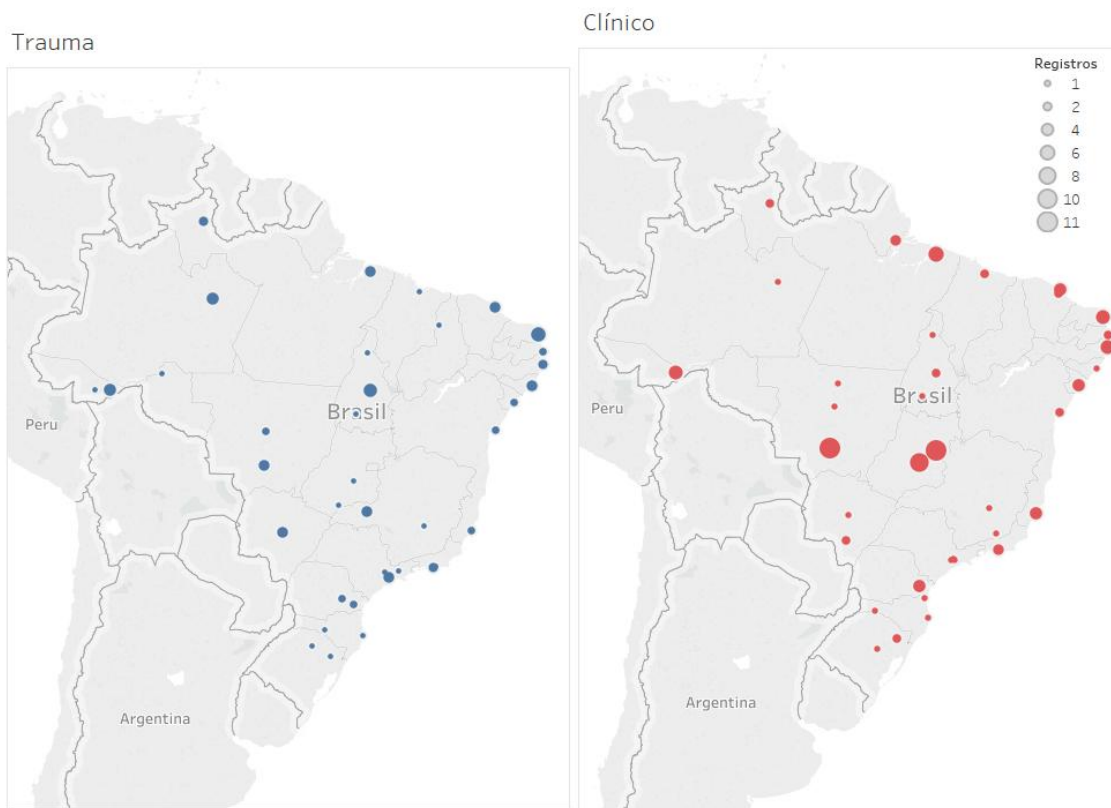 Trauma
Peru
Brasil
Argentina
Clínico
Registros
1
2
4
6
8
10
11
Peru
Brasil
Argentina